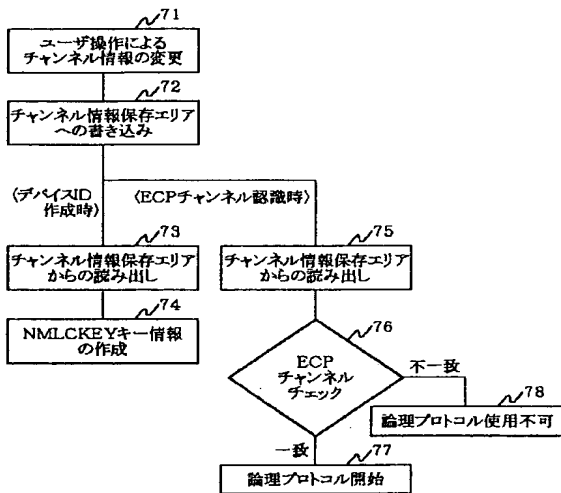 71
ユーザ操作による
チャンネル情報の変更
72
チャンネル情報保存エリア
への書き込み
〈デバイスID
作成時〉
〈ECPチャンネル認識時〉
73
チャンネル情報保存エリア
からの読み出し
75
チャンネル情報保存エリア
からの読み出し
74
NMLCKEYキー情報
の作成
76
ECP
チャンネル
チェック
不一致
78
論理プロトコル使用不可
一致
77
論理プロトコル開始